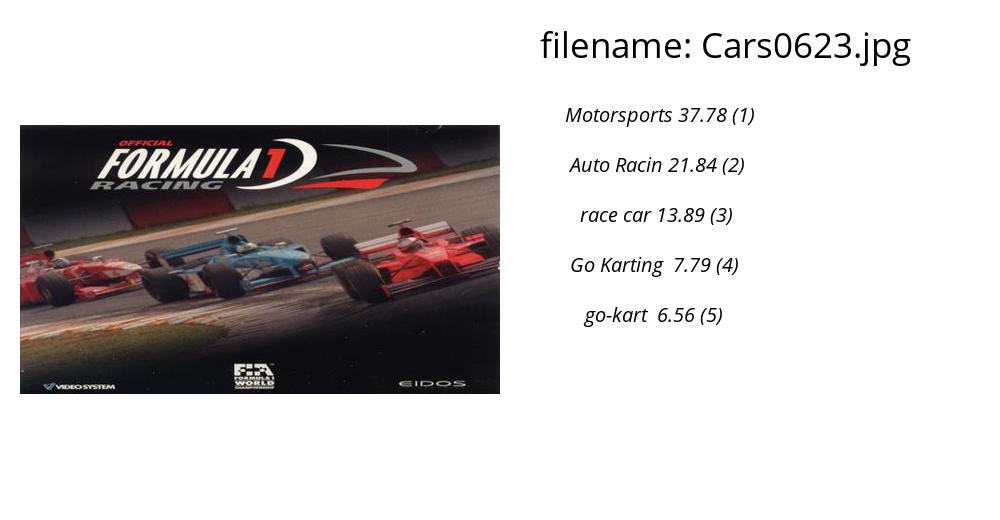 filename: Cars0623.jpg
Motorsports 37.78 (1)
Auto Racin 21.84 (2)
race car 13.89 (3)
Go Karting 7.79 (4)
go-kart 6.56 (5)
OFFICIAL
FORMULA 1
RACING
VIDEO SYSTEM
FIA
FORMULA 1
WORLD
CHAMPIONSHIP
EIDOS